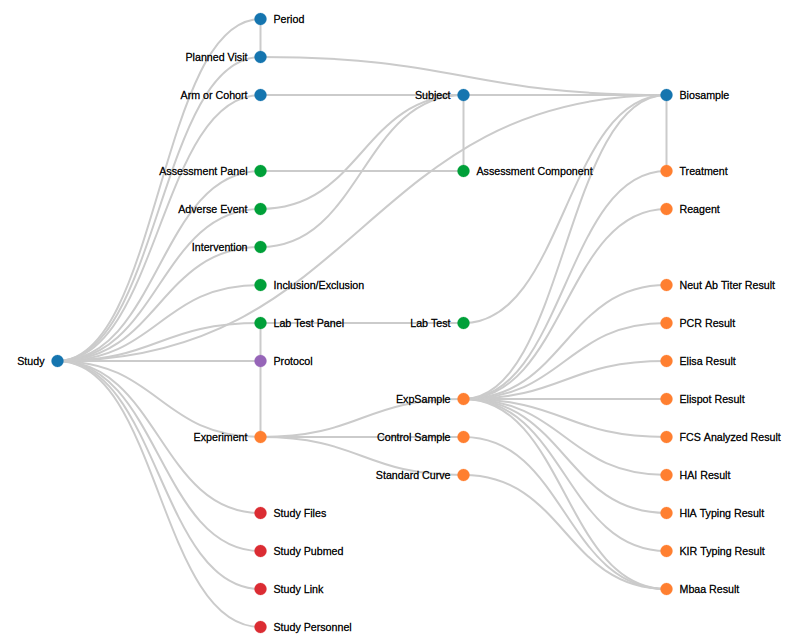 Period
Planned Visit
Arm or Cohort
Subject
Biosample
Assessment Panel
Assessment Component
Treatment
Adverse Event
Reagent
Intervention
Inclusion/Exclusion
Neut Ab Titer Result
Lab Test Panel
Lab Test
PCR Result
Study
Protocol
Elisa Result
ExpSample
Elispot Result
Experiment
Control Sample
FCS Analyzed Result
Standard Curve
HAI Result
Study Files
HlA Typing Result
Study Pubmed
KIR Typing Result
Study Link
Mbaa Result
Study Personnel